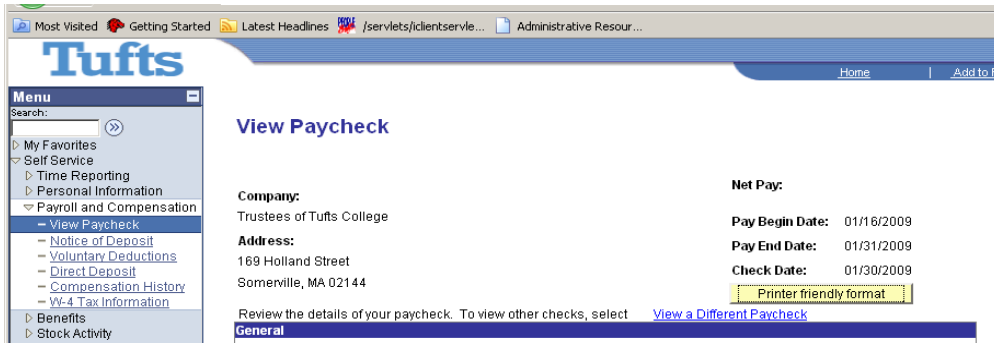 Most Visited Getting Started Latest Headlines /servlets/iclientservle... Administrative Resour...
Tufts
Home | Add to
Menu
Search:
My Favorites
Self Service
Time Reporting
Personal Information
Payroll and Compensation
View Paycheck
Notice of Deposit
Voluntary Deductions
Direct Deposit
Compensation History
W-4 Tax Information
Benefits
Stock Activity
View Paycheck
Company:
Trustees of Tufts College
Address:
169 Holland Street
Somerville, MA 02144
Net Pay:
Pay Begin Date: 01/16/2009
Pay End Date: 01/31/2009
Check Date: 01/30/2009
Printer friendly format
Review the details of your paycheck. To view other checks, select View a Different Paycheck
General